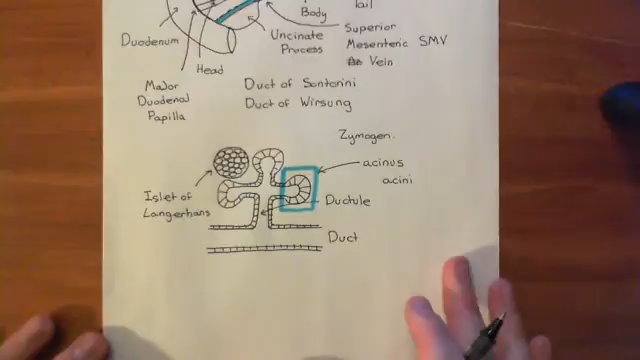 Tail
Body
Superior
Mesenteric SMV
Vein
Uncinate
Process
Duodenum
Head
Major
Duodenal
Papilla
Duct of Santorini
Duct of Wirsung
Zymogen.
acinus
acini
Islet of
Langerhans
Ductule
Duct